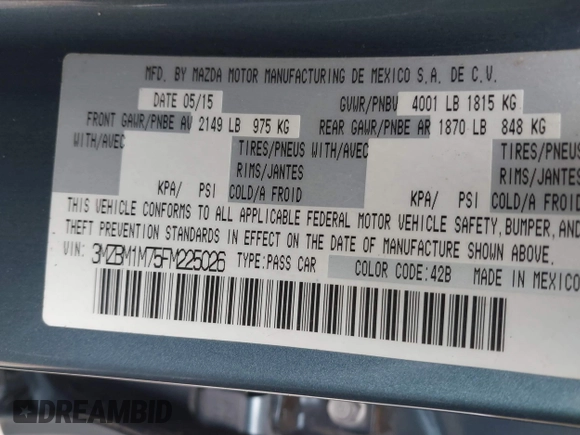 MFD. BY MAZDA MOTOR MANUFACTURING DE MEXICO S.A. DE C.V.
DATE 05/15 GVWR/PNBV 4001 LB 1815 KG
FRONT GAWR/PNBE AV 2149 LB 975 KG REAR GAWR/PNBE AR 1870 LB 848 KG
WITH/AVEC TIRES/PNEUS WITH/AVEC TIRES/PNEUS
RIMS/JANTES RIMS/JANTES
KPA/ PSI COLD/A FROID KPA/ PSI COLD/A FROID
THIS VEHICLE CONFORMS TO ALL APPLICABLE FEDERAL MOTOR VEHICLE SAFETY, BUMPER, AND
THEFT PREVENTION STANDARDS IN EFFECT ON THE DATE OF MANUFACTURE SHOWN ABOVE.
VIN: 3MZBM1M75FM225026 TYPE:PASS CAR COLOR CODE:42B MADE IN MEXICO
DREAMBID